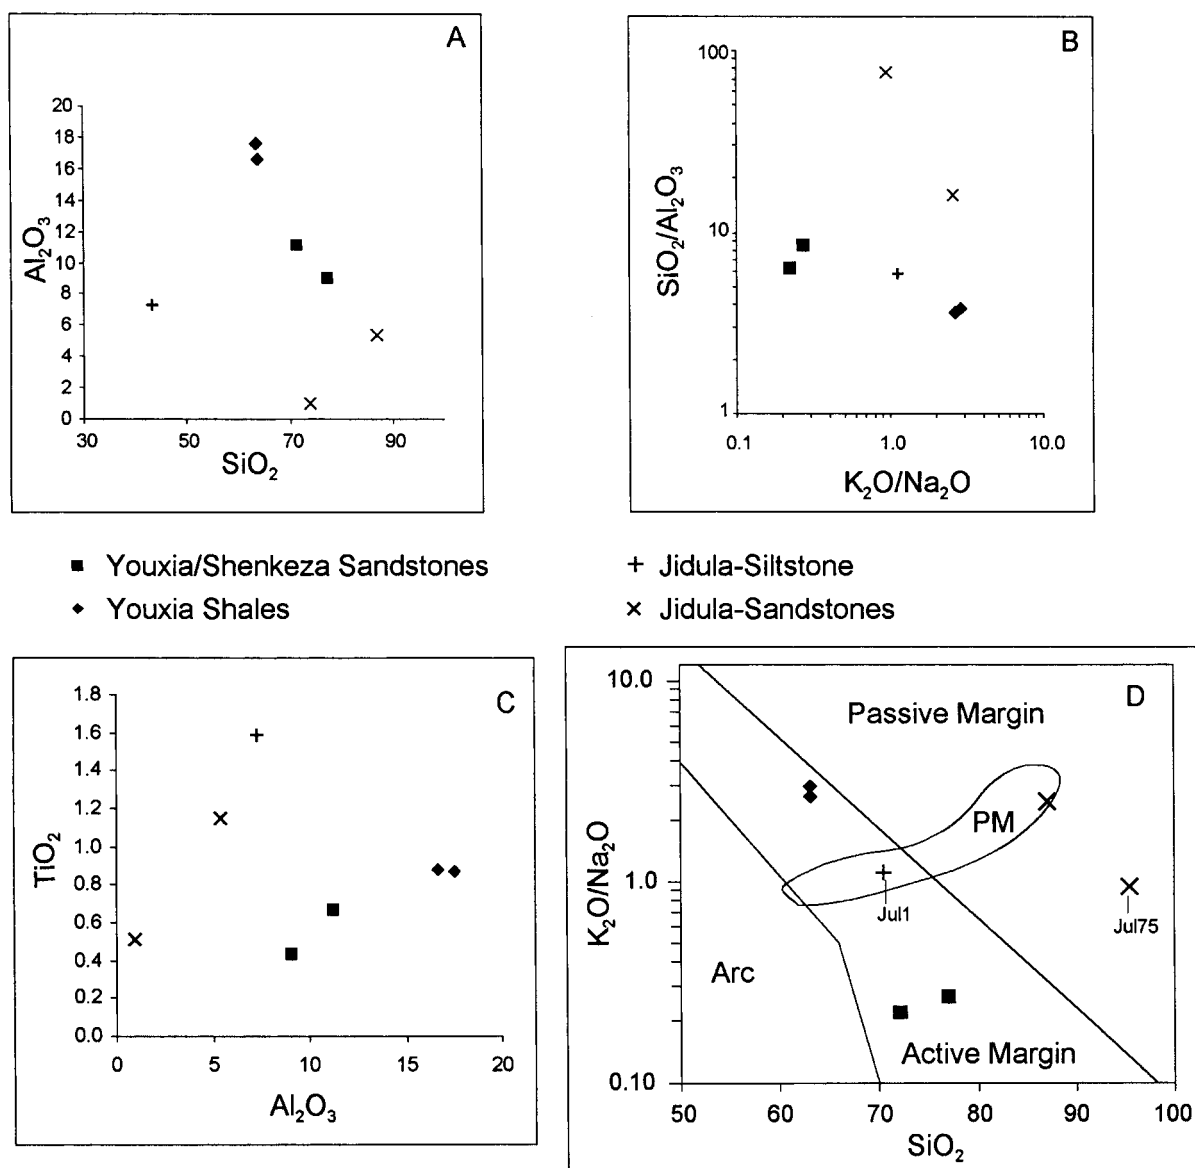 A
Al₂O₃
20
18
16
14
12
10
8
6
4
2
0
30 50 70 90
SiO₂
B
SiO₂/Al₂O₃
100
10
1
0.1 1.0 10.0
K₂O/Na₂O
■ Youxia/Shenkeza Sandstones
◆ Youxia Shales
+ Jidula-Siltstone
× Jidula-Sandstones
C
TiO₂
1.8
1.6
1.4
1.2
1.0
0.8
0.6
0.4
0.2
0.0
0 5 10 15 20
Al₂O₃
D
K₂O/Na₂O
10.0
1.0
0.10
Passive Margin
PM
Jul1
Jul75
Arc
Active Margin
50 60 70 80 90 100
SiO₂